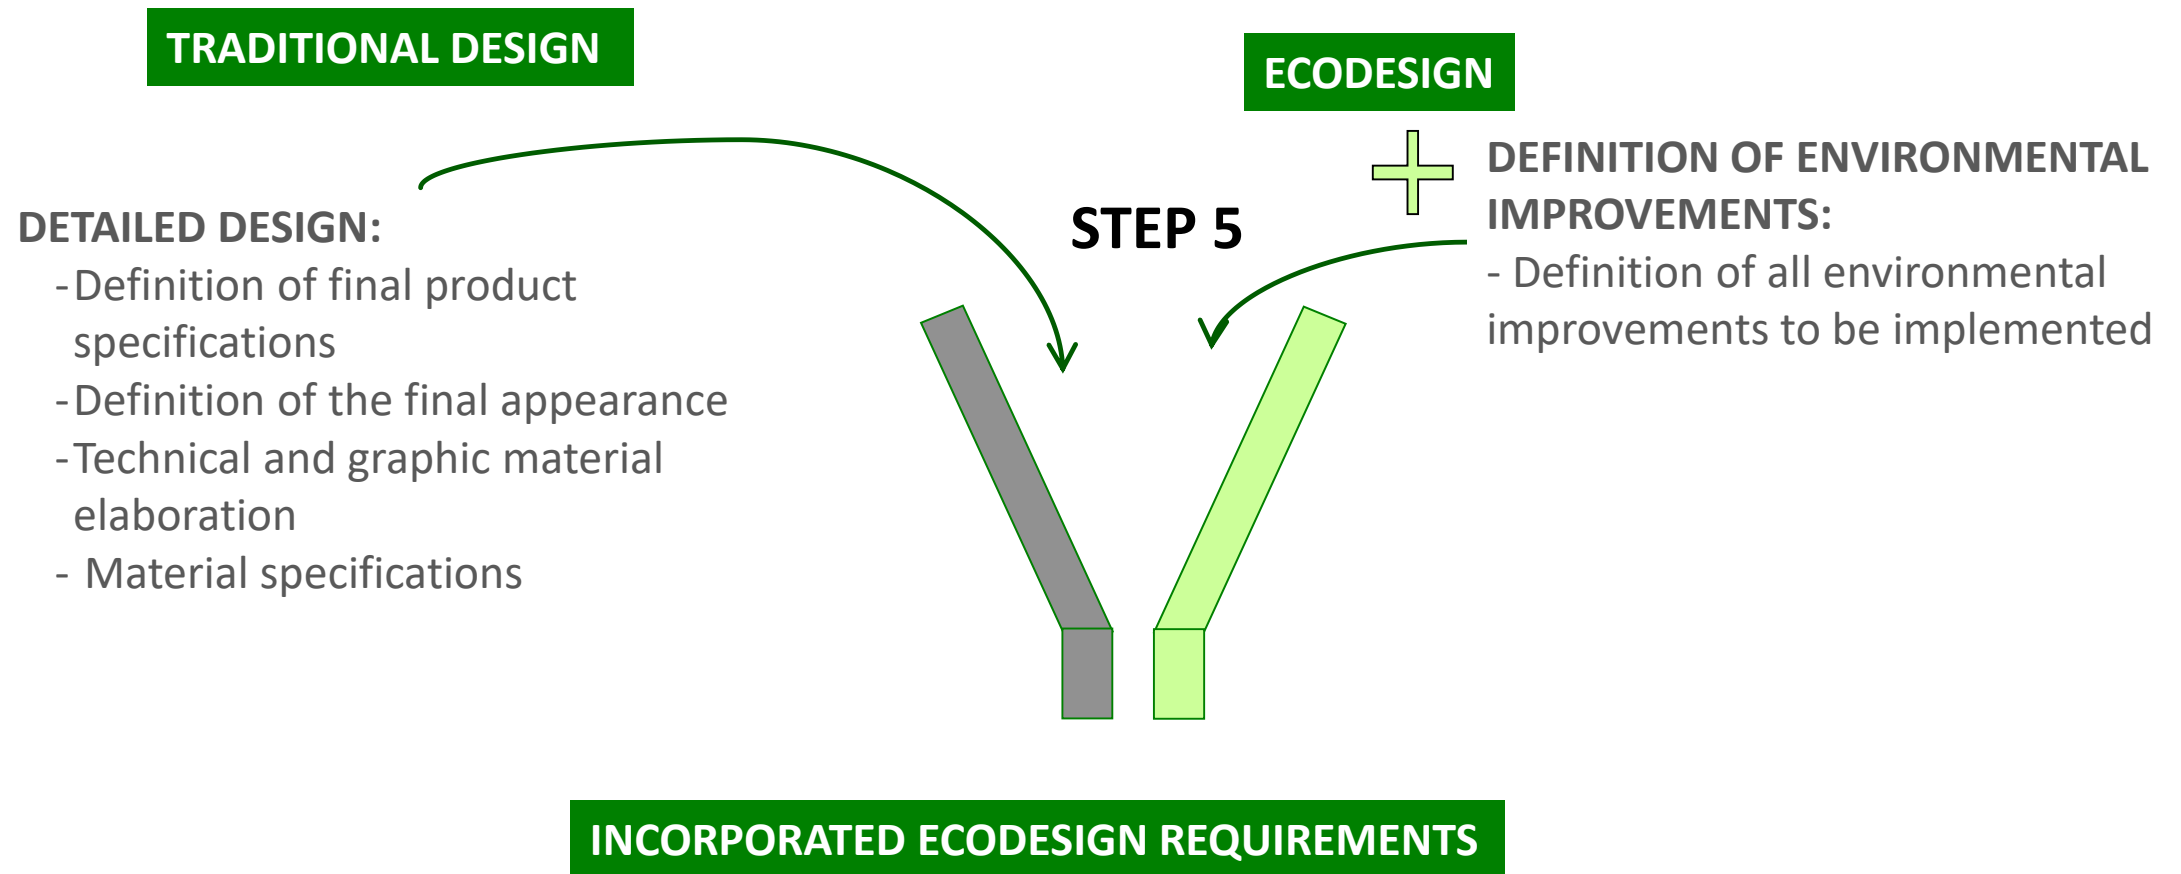 TRADITIONAL DESIGN
ECODESIGN
DETAILED DESIGN:
-Definition of final product
specifications
-Definition of the final appearance
-Technical and graphic material
elaboration
- Material specifications
STEP 5
DEFINITION OF ENVIRONMENTAL
IMPROVEMENTS:
- Definition of all environmental
improvements to be implemented
INCORPORATED ECODESIGN REQUIREMENTS